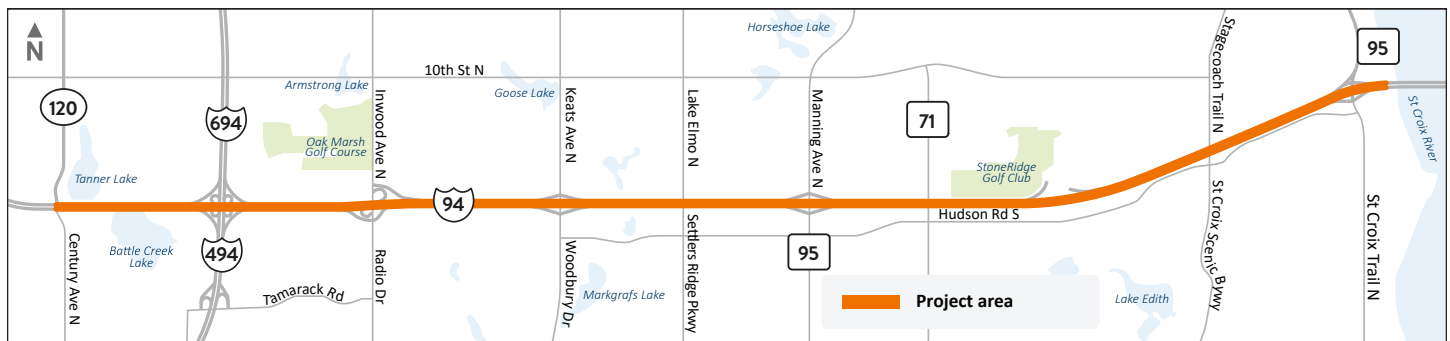 N
120
694
494
94
95
71
95
10th St N
Horseshoe Lake
Armstrong Lake
Goose Lake
Oak Marsh
Golf Course
Tanner Lake
Battle Creek
Lake
Century Ave N
Tamarack Rd
Inwood Ave N
Radio Dr
Keats Ave N
Woodbury Dr
Markgrafs Lake
Lake Elmo N
Settlers Ridge Pkwy
Manning Ave N
StoneRidge
Golf Club
Hudson Rd S
Lake Edith
Stagecoach Trail N
St Croix Scenic Bywy
St Croix Trail N
St Croix River
Project area